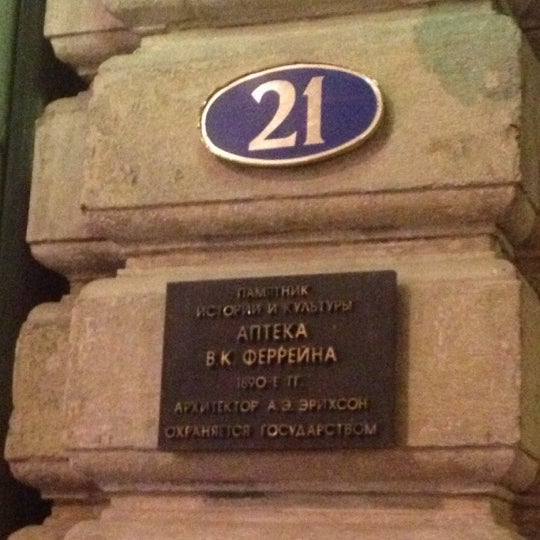 21
ПАМЯТНИК
ИСТОРИИ И КУЛЬТУРЫ
АПТЕКА
В.К. ФЕРРЕЙНА
1890-Е ГГ.
АРХИТЕКТОР А.Э. ЭРИХСОН
ОХРАНЯЕТСЯ ГОСУДАРСТВОМ